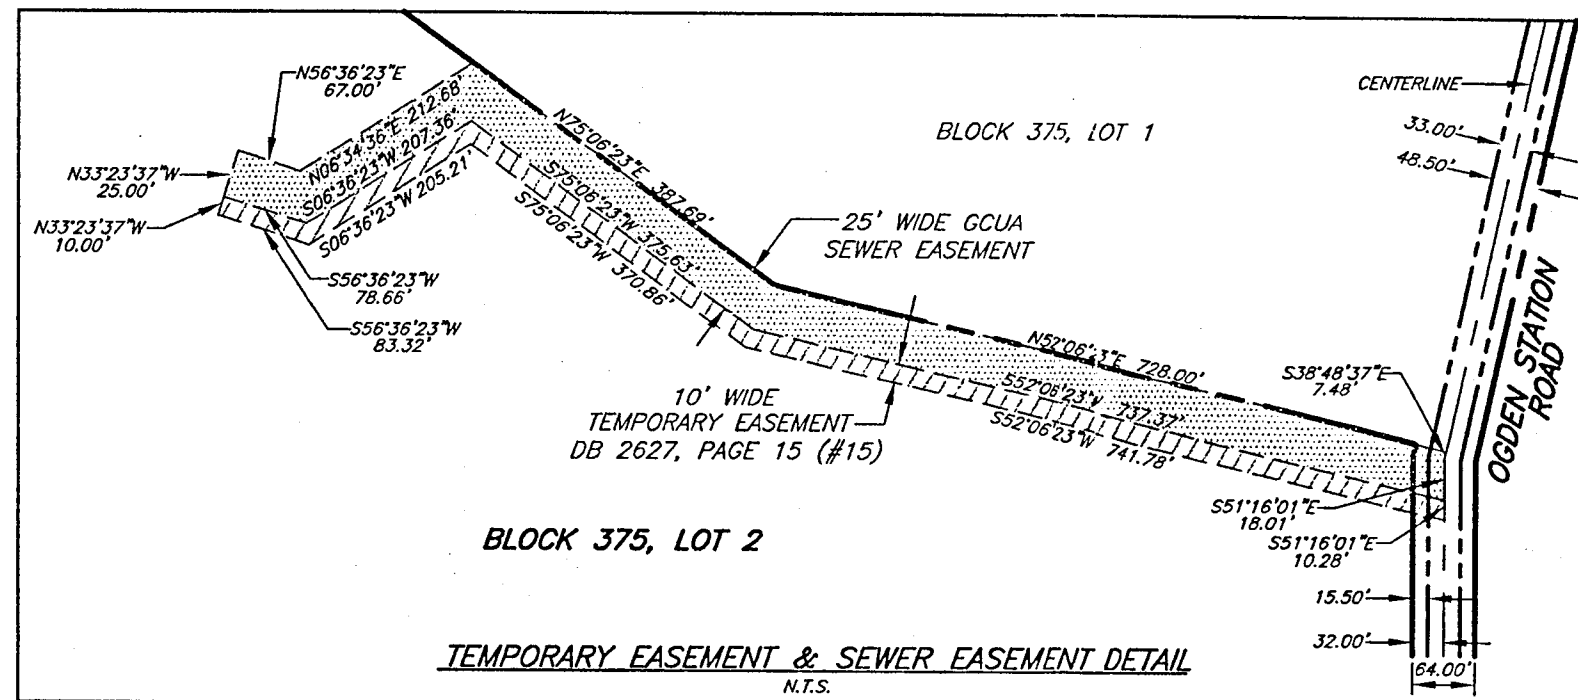 N56°36'23"E
67.00'
N33°23'37"W
25.00'
N33°23'37"W
10.00'
N06°34'36"E 212.68'
S06°36'23"W 207.36'
S06°36'23"W 205.21'
S56°36'23"W
78.66'
S56°36'23"W
83.32'
N75°06'23"E 387.69'
S75°06'23"W 375.63'
S75°06'23"W 370.86'
BLOCK 375, LOT 1
25' WIDE GCUA
SEWER EASEMENT
CENTERLINE
33.00'
48.50'
OGDEN STATION
ROAD
N52°06'23"E 728.00'
S52°06'23"W 737.37'
S52°06'23"W 741.78'
S38°48'37"E
7.48'
10' WIDE
TEMPORARY EASEMENT
DB 2627, PAGE 15 (#15)
S51°16'01"E
18.01'
S51°16'01"E
10.28'
BLOCK 375, LOT 2
15.50'
32.00'
64.00'
TEMPORARY EASEMENT & SEWER EASEMENT DETAIL
N.T.S.